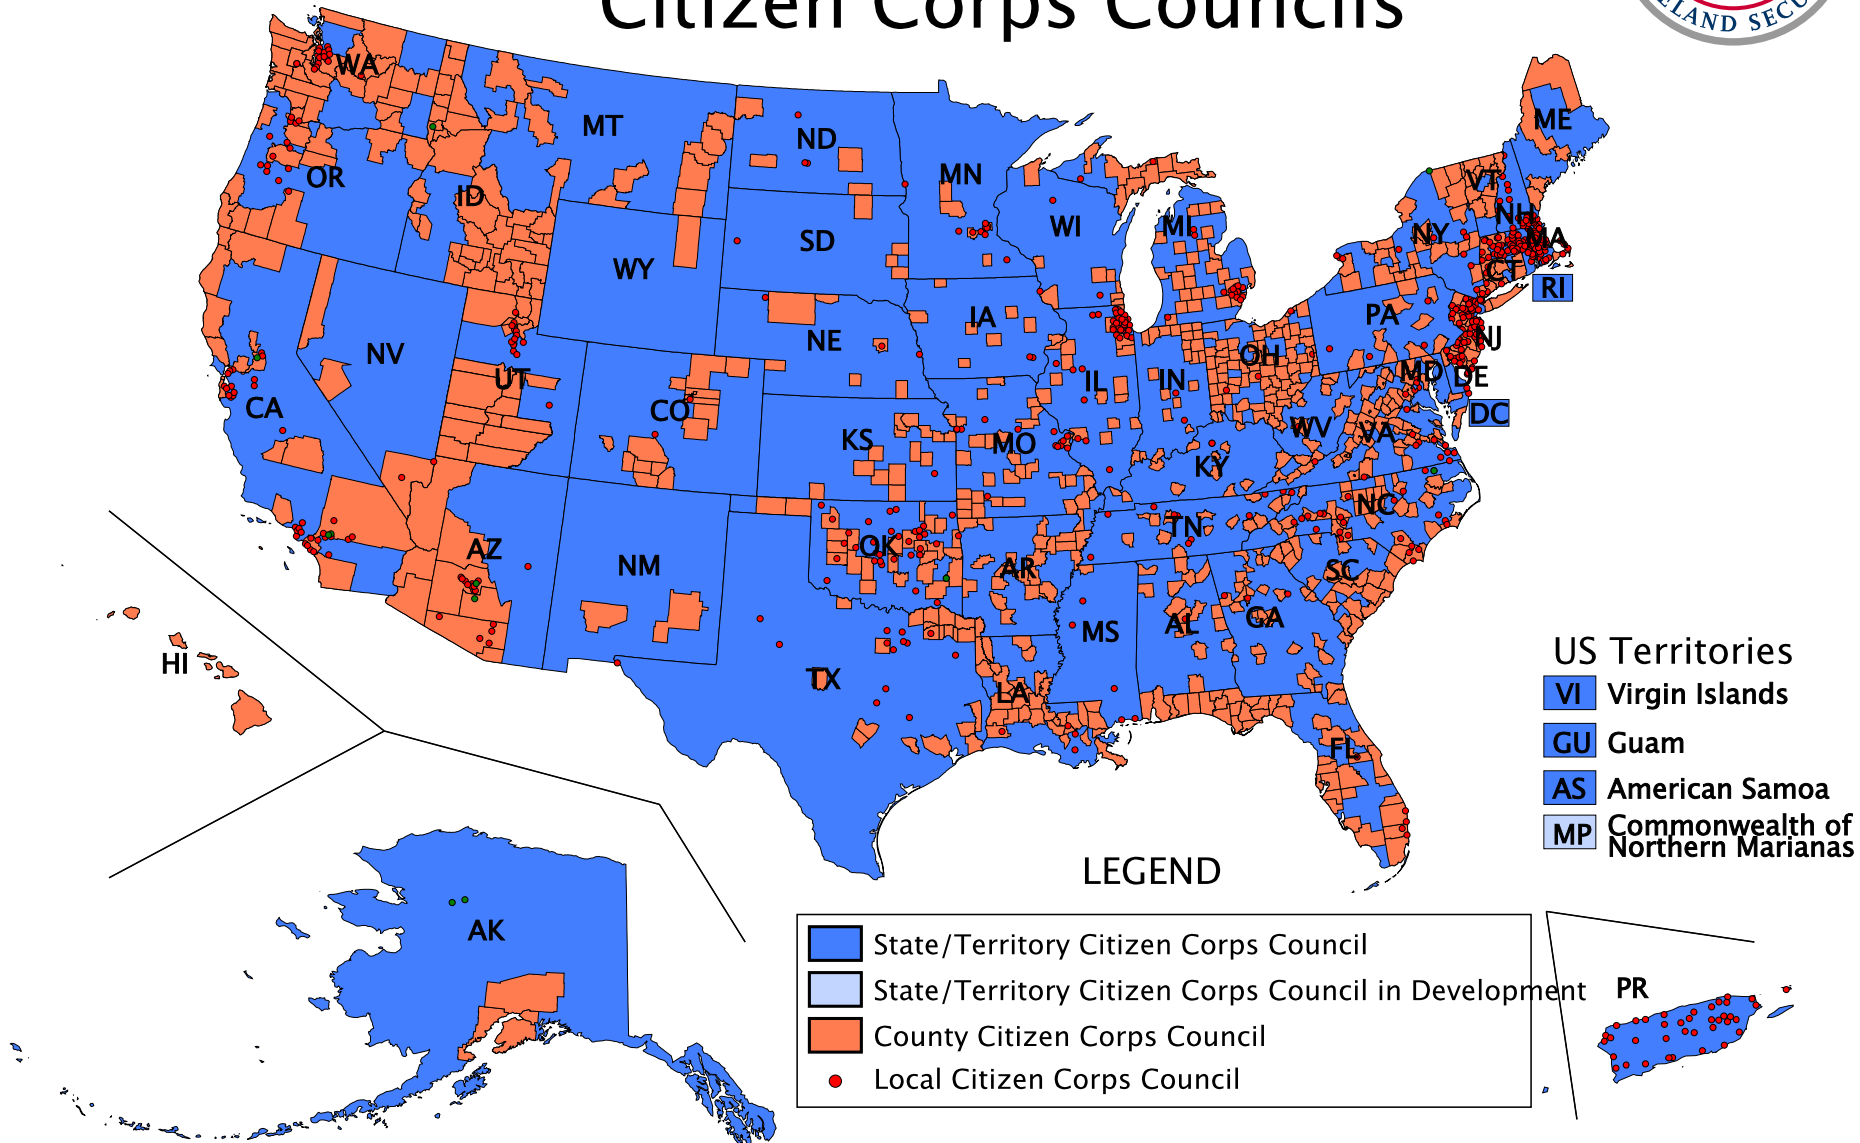 Citizen Corps Councils
ELAND SECU
WA
MT
ND
MN
ME
OR
ID
SD
WI
MI
VT
NH
NY
MA
CT
RI
WY
IA
NE
PA
NJ
NV
UT
CO
IL
IN
OH
MD
DE
DC
CA
KS
MO
WV
VA
KY
NC
AZ
NM
OK
AR
TN
SC
MS
AL
GA
HI
TX
LA
FL
US Territories
VI Virgin Islands
GU Guam
AS American Samoa
MP Commonwealth of
Northern Marianas
AK
PR
LEGEND
State/Territory Citizen Corps Council
State/Territory Citizen Corps Council in Development
County Citizen Corps Council
Local Citizen Corps Council